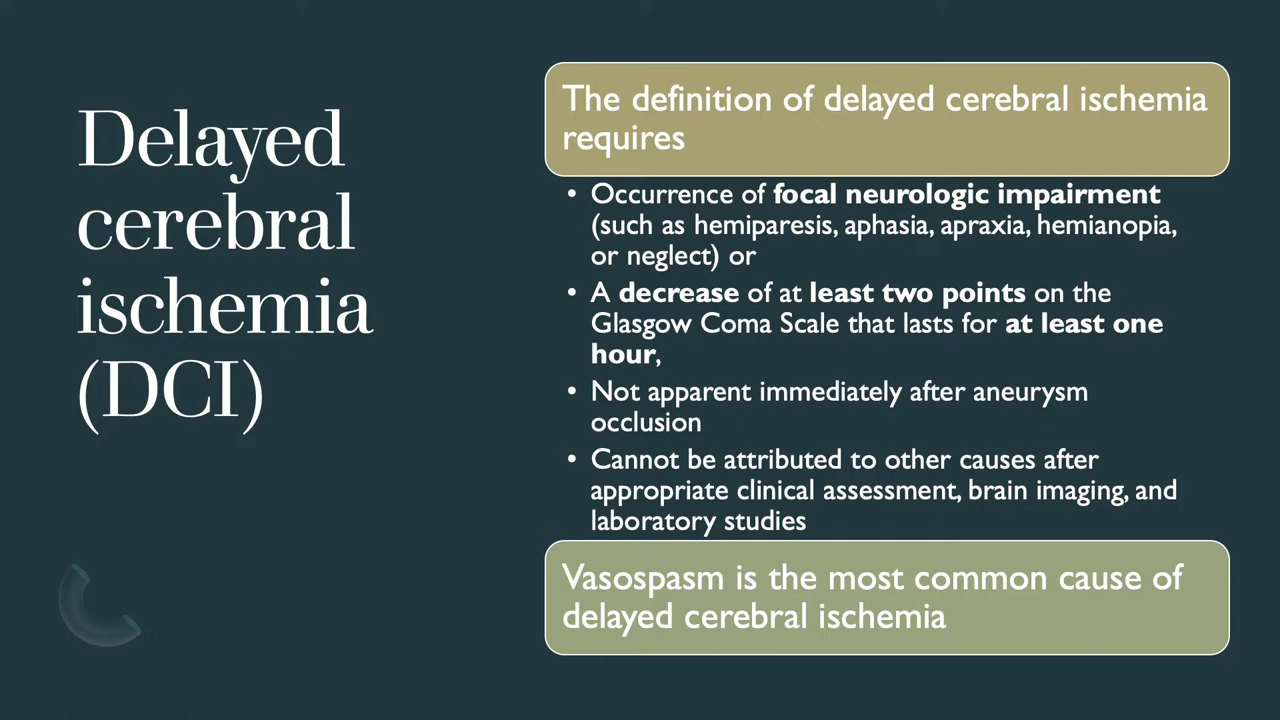 Delayed
cerebral
ischemia
(DCI)
The definition of delayed cerebral ischemia
requires
• Occurrence of focal neurologic impairment
(such as hemiparesis, aphasia, apraxia, hemianopia,
or neglect) or
• A decrease of at least two points on the
Glasgow Coma Scale that lasts for at least one
hour,
• Not apparent immediately after aneurysm
occlusion
• Cannot be attributed to other causes after
appropriate clinical assessment, brain imaging, and
laboratory studies
Vasospasm is the most common cause of
delayed cerebral ischemia